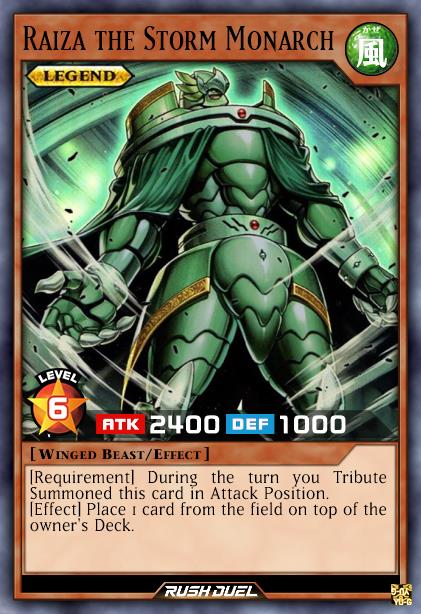 Raiza the Storm Monarch
かぜ
風
LEGEND
LEVEL
6
ATK 2400 DEF 1000
[Winged Beast/Effect]
[Requirement] During the turn you Tribute
Summoned this card in Attack Position.
[Effect] Place 1 card from the field on top of the
owner's Deck.
RUSH DUEL